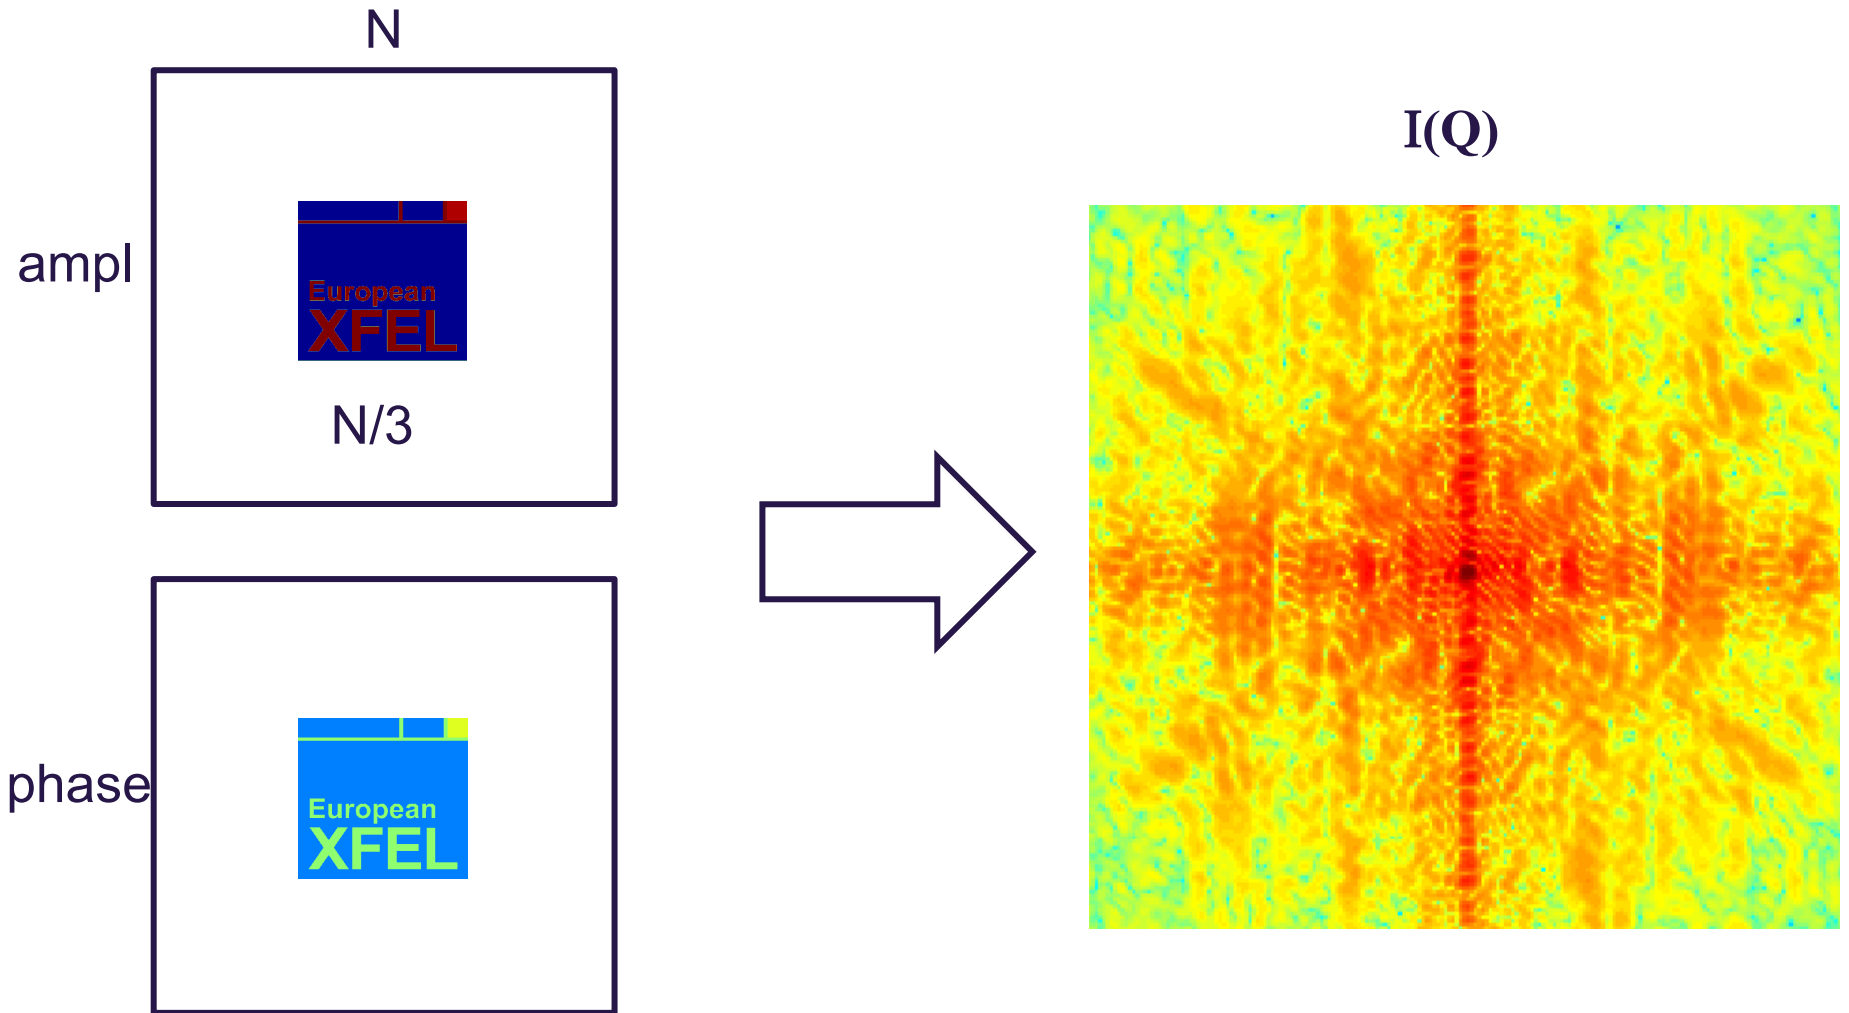 N
ampl
European
XFEL
N/3
phase
European
XFEL
I(Q)